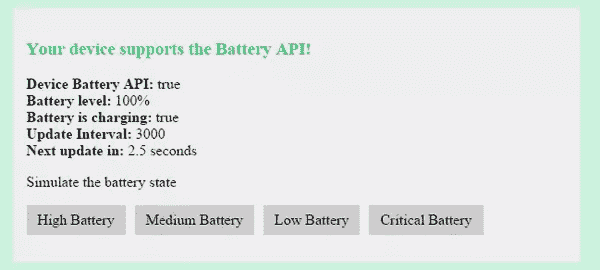 Your device supports the Battery API!
Device Battery API: true
Battery level: 100%
Battery is charging: true
Update Interval: 3000
Next update in: 2.5 seconds
Simulate the battery state
High Battery Medium Battery Low Battery Critical Battery